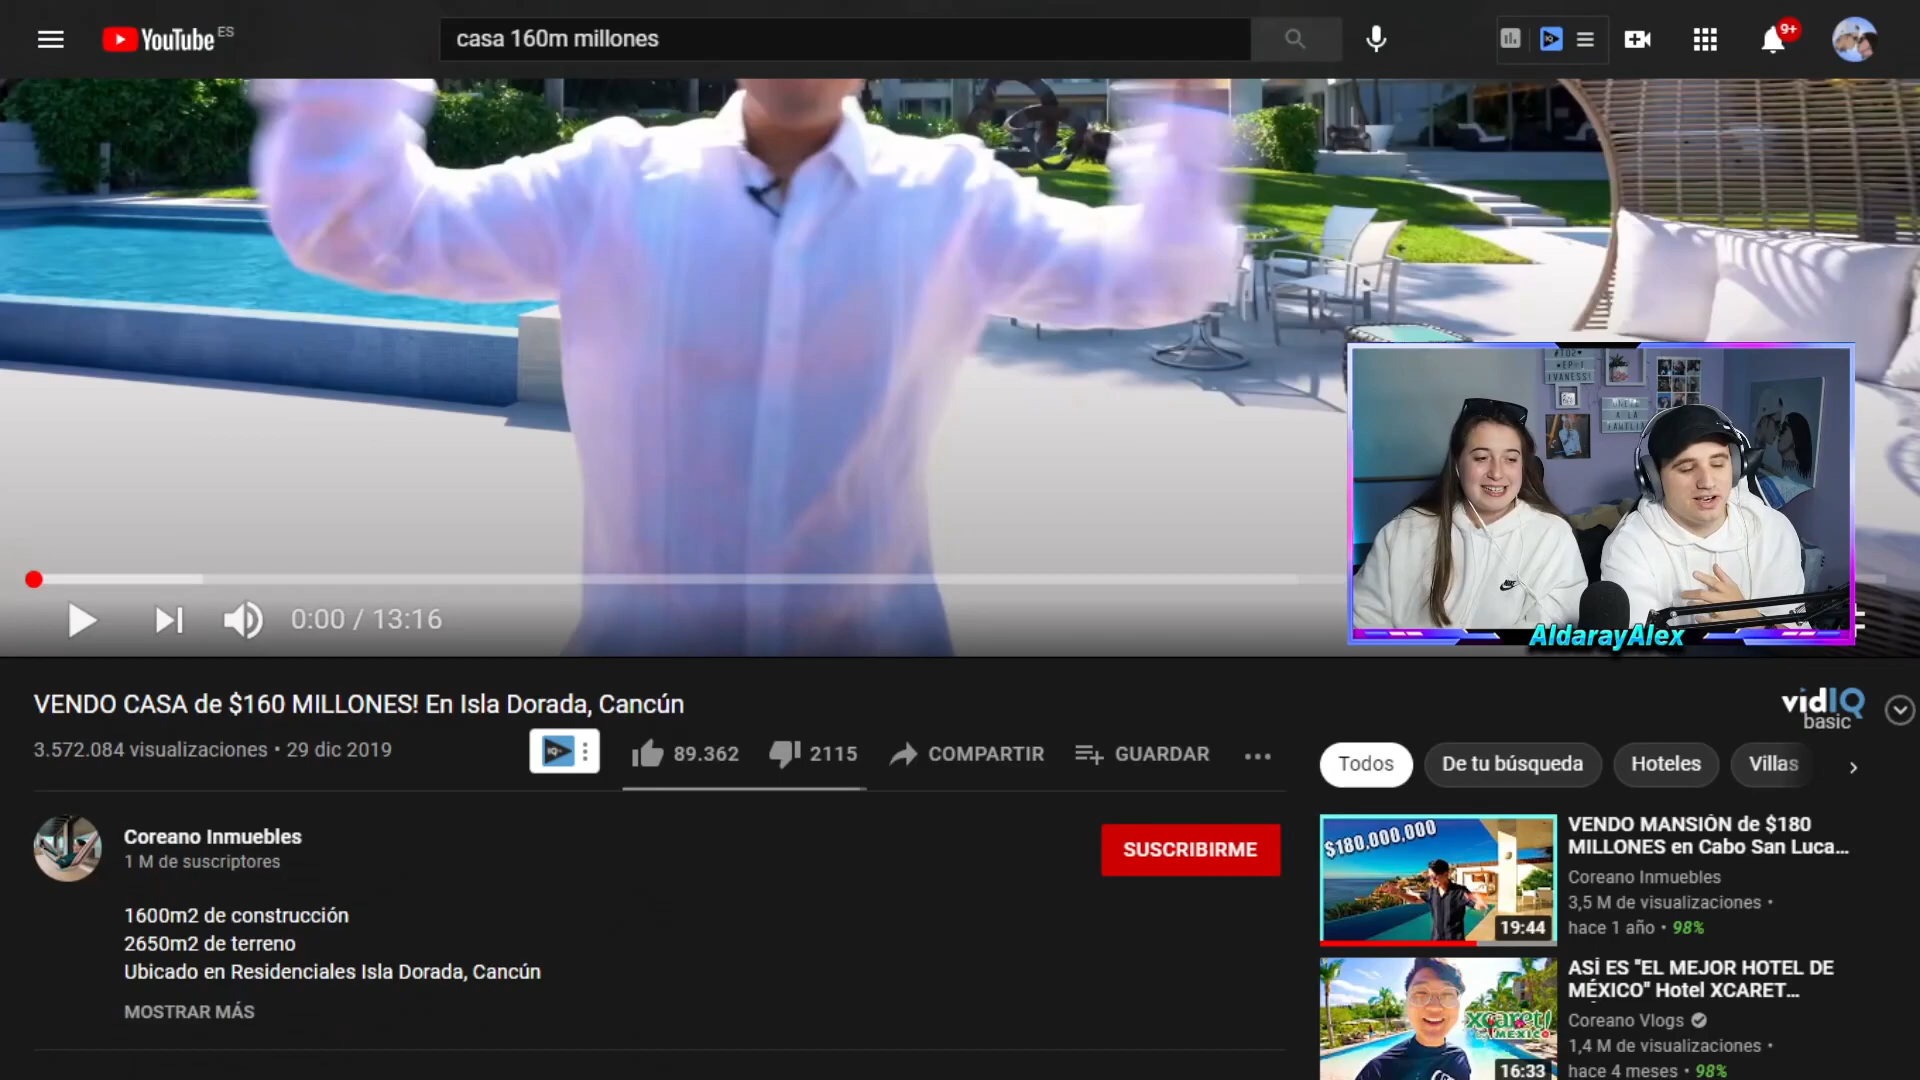 YouTube ES
casa 160m millones
9+
#TO2♥
0:00 / 13:16
AldarayAlex
VENDO CASA de $160 MILLONES! En Isla Dorada, Cancún
vidIQ
basic
3.572.084 visualizaciones • 29 dic 2019
89.362
2115
COMPARTIR
GUARDAR
Todos
De tu búsqueda
Hoteles
Villas
Coreano Inmuebles
1 M de suscriptores
SUSCRIBIRME
1600m2 de construcción
2650m2 de terreno
Ubicado en Residenciales Isla Dorada, Cancún
MOSTRAR MÁS
$180,000,000
19:44
VENDO MANSIÓN de $180
MILLONES en Cabo San Luca...
Coreano Inmuebles
3,5 M de visualizaciones •
hace 1 año • 98%
xcaret!
MÉXICO
16:33
ASÍ ES "EL MEJOR HOTEL DE
MÉXICO" Hotel XCARET...
Coreano Vlogs
1,4 M de visualizaciones •
hace 4 meses • 98%